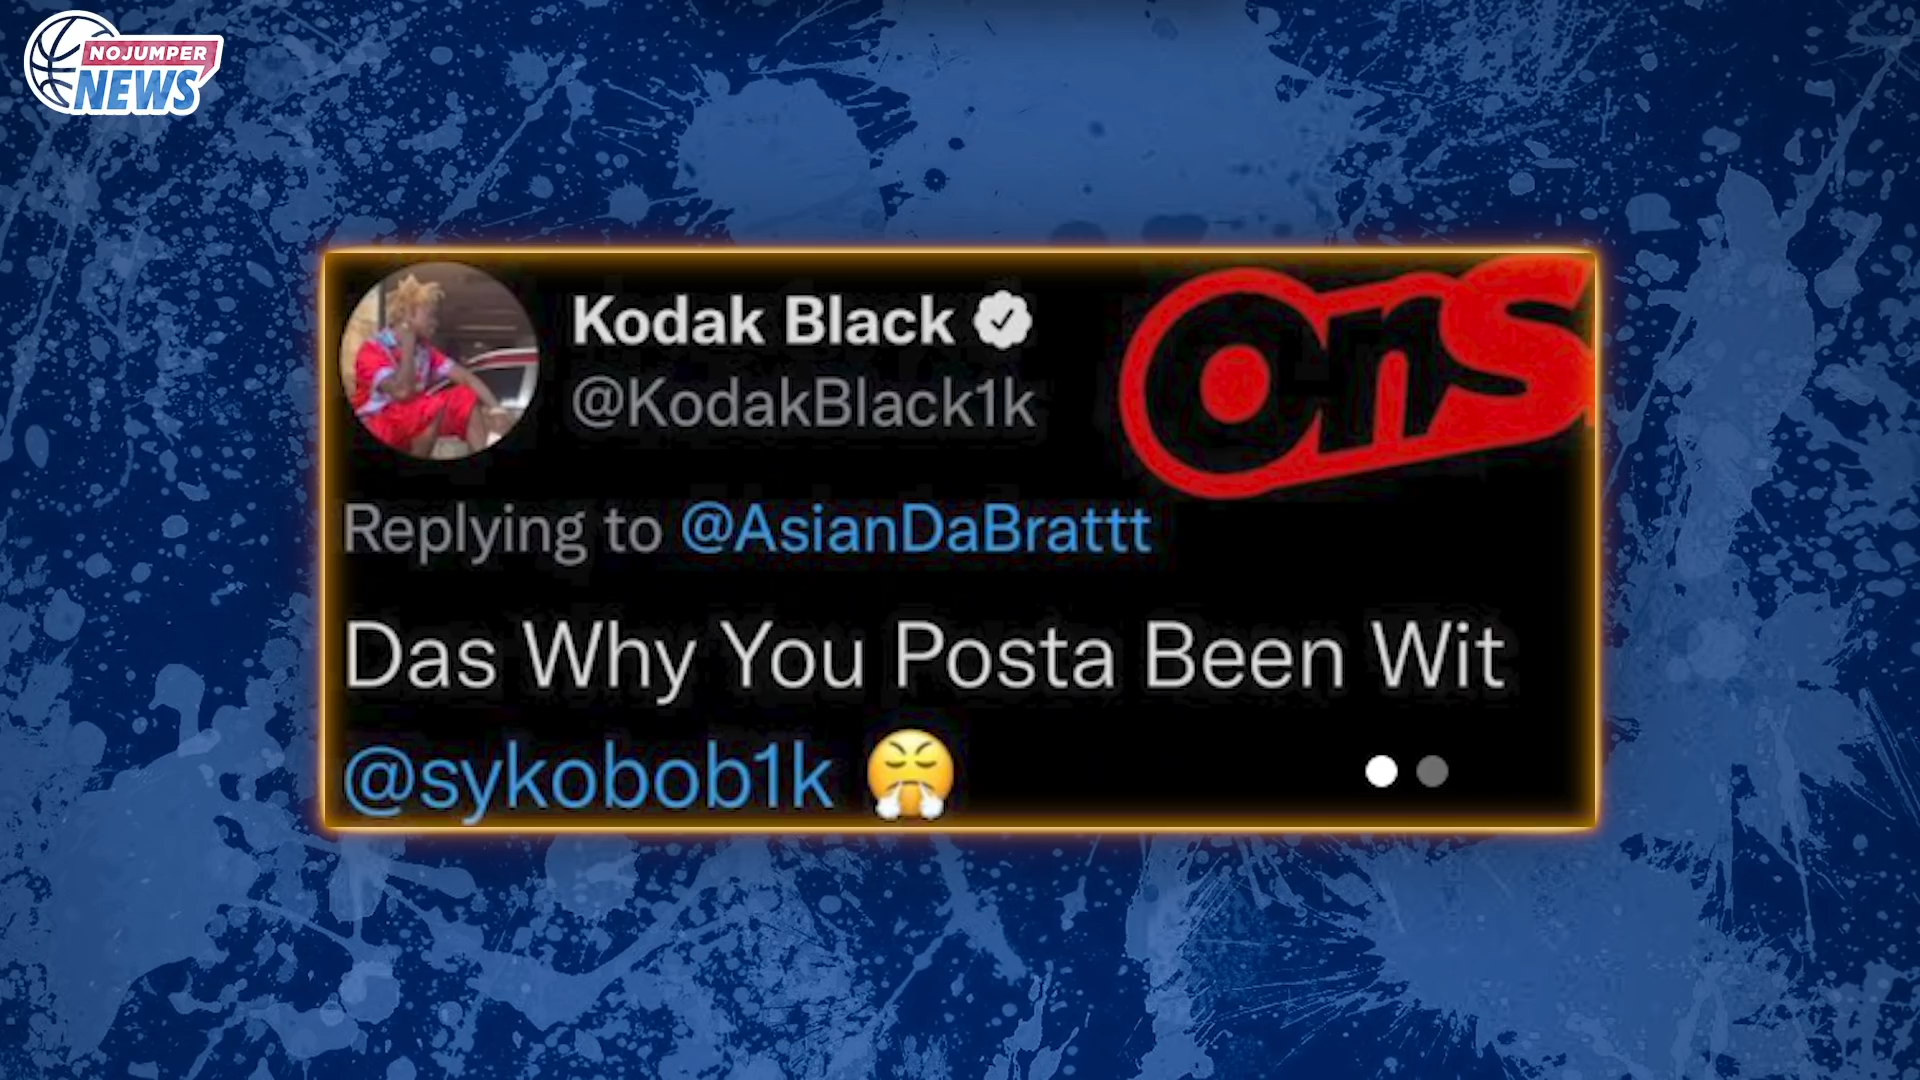 NOJUMPER
NEWS
Kodak Black
@KodakBlack1k
OnS
Replying to @AsianDaBrattt
Das Why You Posta Been Wit
@sykobob1k 😤